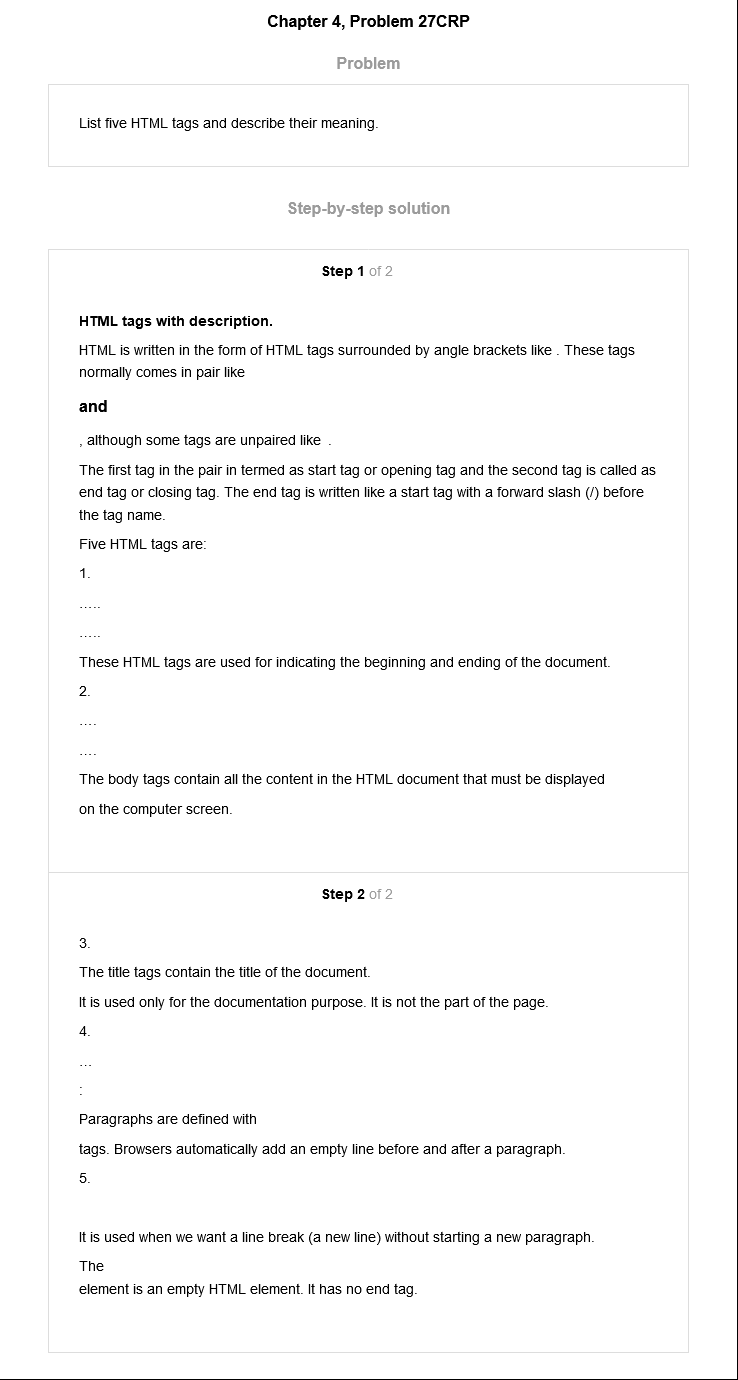 Chapter 4, Problem 27CRP
Problem
List five HTML tags and describe their meaning.
Step-by-step solution
Step 1 of 2
HTML tags with description.
HTML is written in the form of HTML tags surrounded by angle brackets like . These tags
normally comes in pair like
and
, although some tags are unpaired like  .
The first tag in the pair in termed as start tag or opening tag and the second tag is called as
end tag or closing tag. The end tag is written like a start tag with a forward slash (/) before
the tag name.
Five HTML tags are:
1.
.....
.....
These HTML tags are used for indicating the beginning and ending of the document.
2.
....
....
The body tags contain all the content in the HTML document that must be displayed
on the computer screen.
Step 2 of 2
3.
The title tags contain the title of the document.
It is used only for the documentation purpose. It is not the part of the page.
4.
...
:
Paragraphs are defined with
tags. Browsers automatically add an empty line before and after a paragraph.
5.
It is used when we want a line break (a new line) without starting a new paragraph.
The
element is an empty HTML element. It has no end tag.